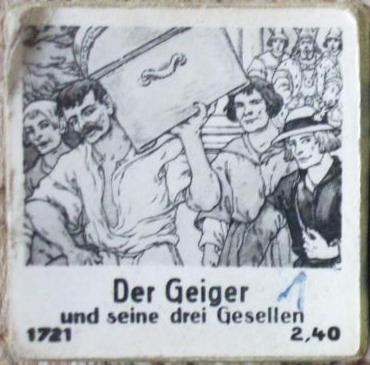 Der Geiger 1
und seine drei Gesellen
1721 2,40